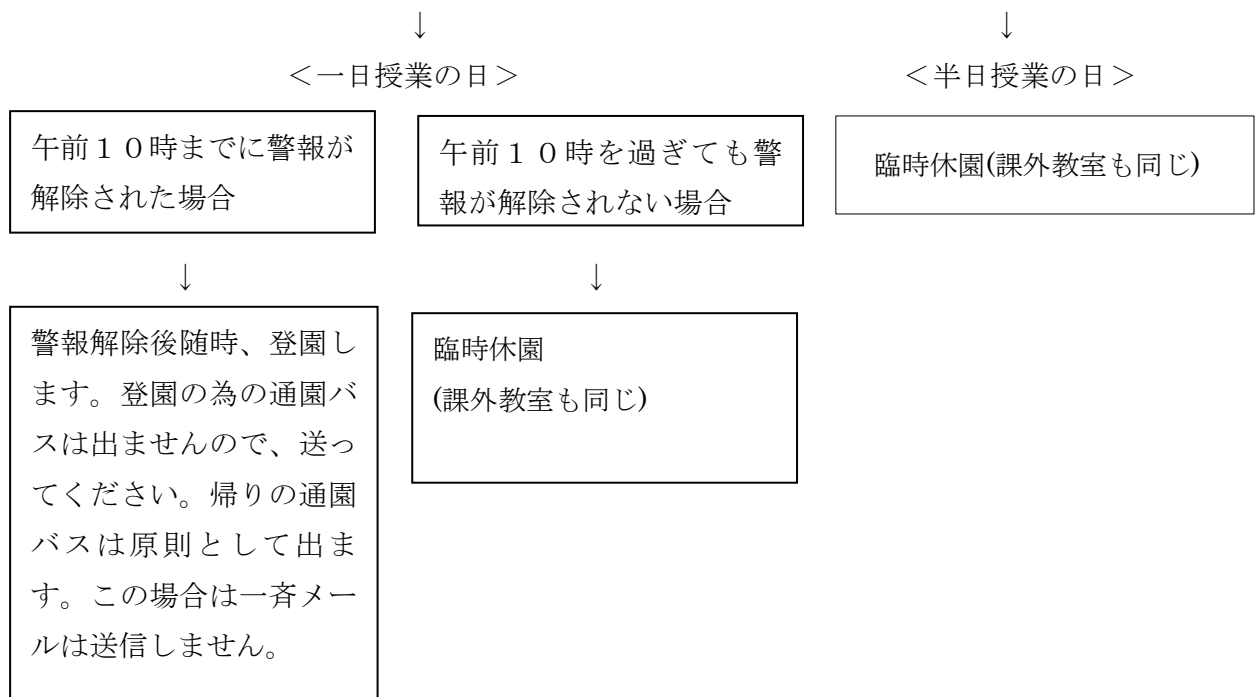 ↓
↓
＜一日授業の日＞
＜半日授業の日＞
午前１０時までに警報が
解除された場合
午前１０時を過ぎても警
報が解除されない場合
臨時休園(課外教室も同じ)
↓
↓
警報解除後随時、登園し
ます。登園の為の通園バ
スは出ませんので、送っ
てください。帰りの通園
バスは原則として出ま
す。この場合は一斉メー
ルは送信しません。
臨時休園
(課外教室も同じ)